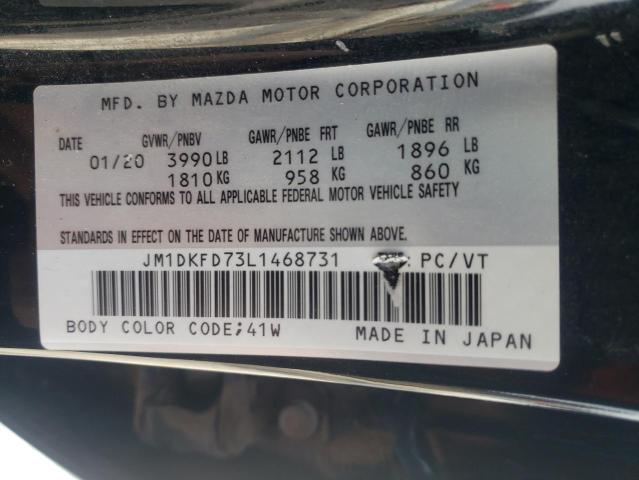 MFD. BY MAZDA MOTOR CORPORATION
DATE GVWR/PNBV GAWR/PNBE FRT GAWR/PNBE RR
01/20 3990 LB 2112 LB 1896 LB
1810 KG 958 KG 860 KG
THIS VEHICLE CONFORMS TO ALL APPLICABLE FEDERAL MOTOR VEHICLE SAFETY
STANDARDS IN EFFECT ON THE DATE OF MANUFACTURE SHOWN ABOVE.
JM1DKFD73L1468731 : PC/VT
BODY COLOR CODE;41W MADE IN JAPAN